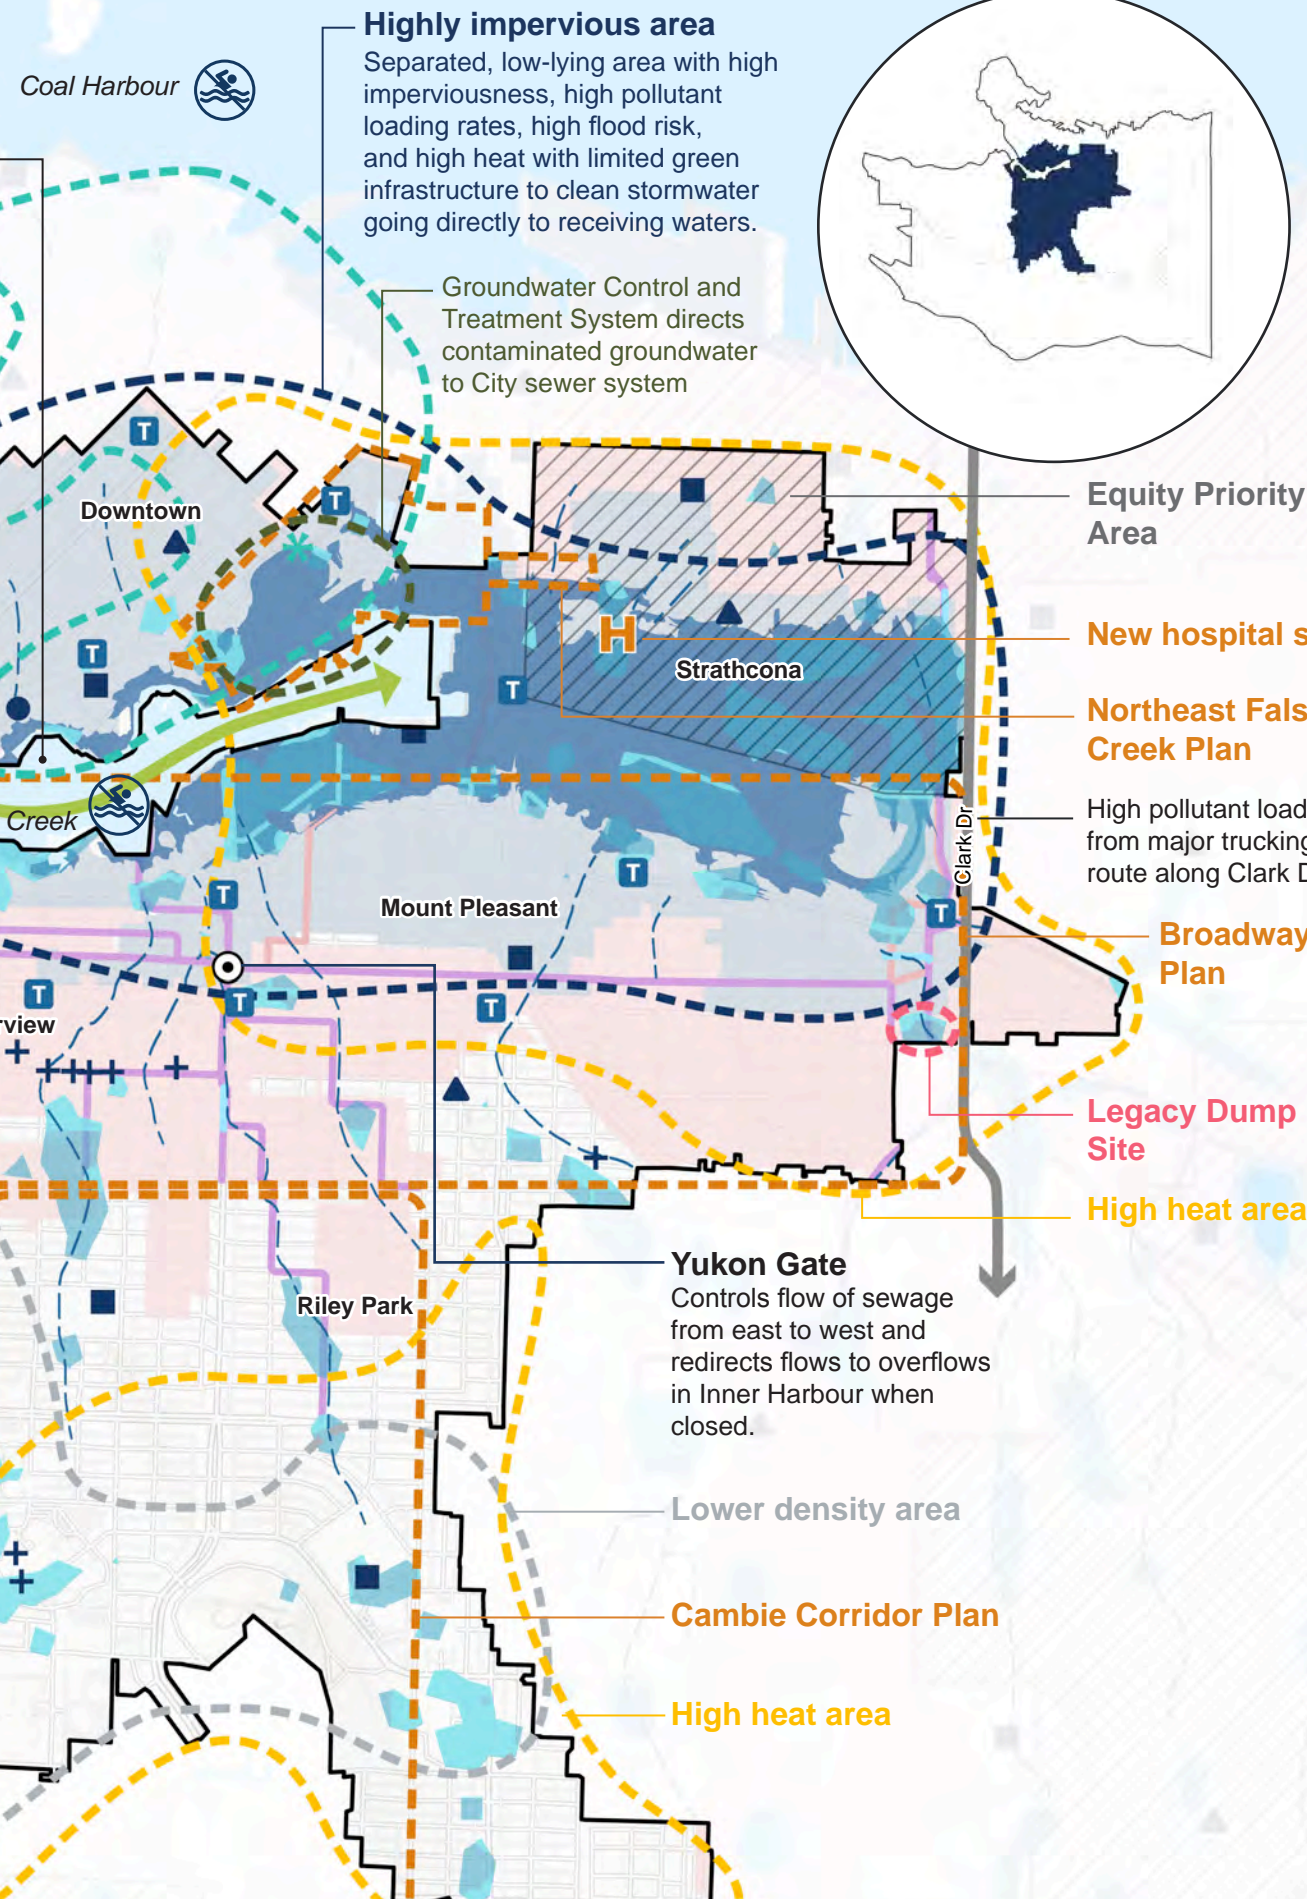 Highly impervious area
Separated, low-lying area with high
imperviousness, high pollutant
loading rates, high flood risk,
and high heat with limited green
infrastructure to clean stormwater
going directly to receiving waters.
Coal Harbour
Groundwater Control and
Treatment System directs
contaminated groundwater
to City sewer system
T
Downtown
T
Equity Priority
Area
H
New hospital s
Strathcona
T
T
Northeast Fals
Creek Plan
Creek
High pollutant load
from major trucking
route along Clark D
Clark Dr
T
T
Mount Pleasant
T
Broadway
Plan
T
T
T
rview
Legacy Dump
Site
High heat area
Yukon Gate
Controls flow of sewage
from east to west and
redirects flows to overflows
in Inner Harbour when
closed.
Riley Park
Lower density area
Cambie Corridor Plan
High heat area